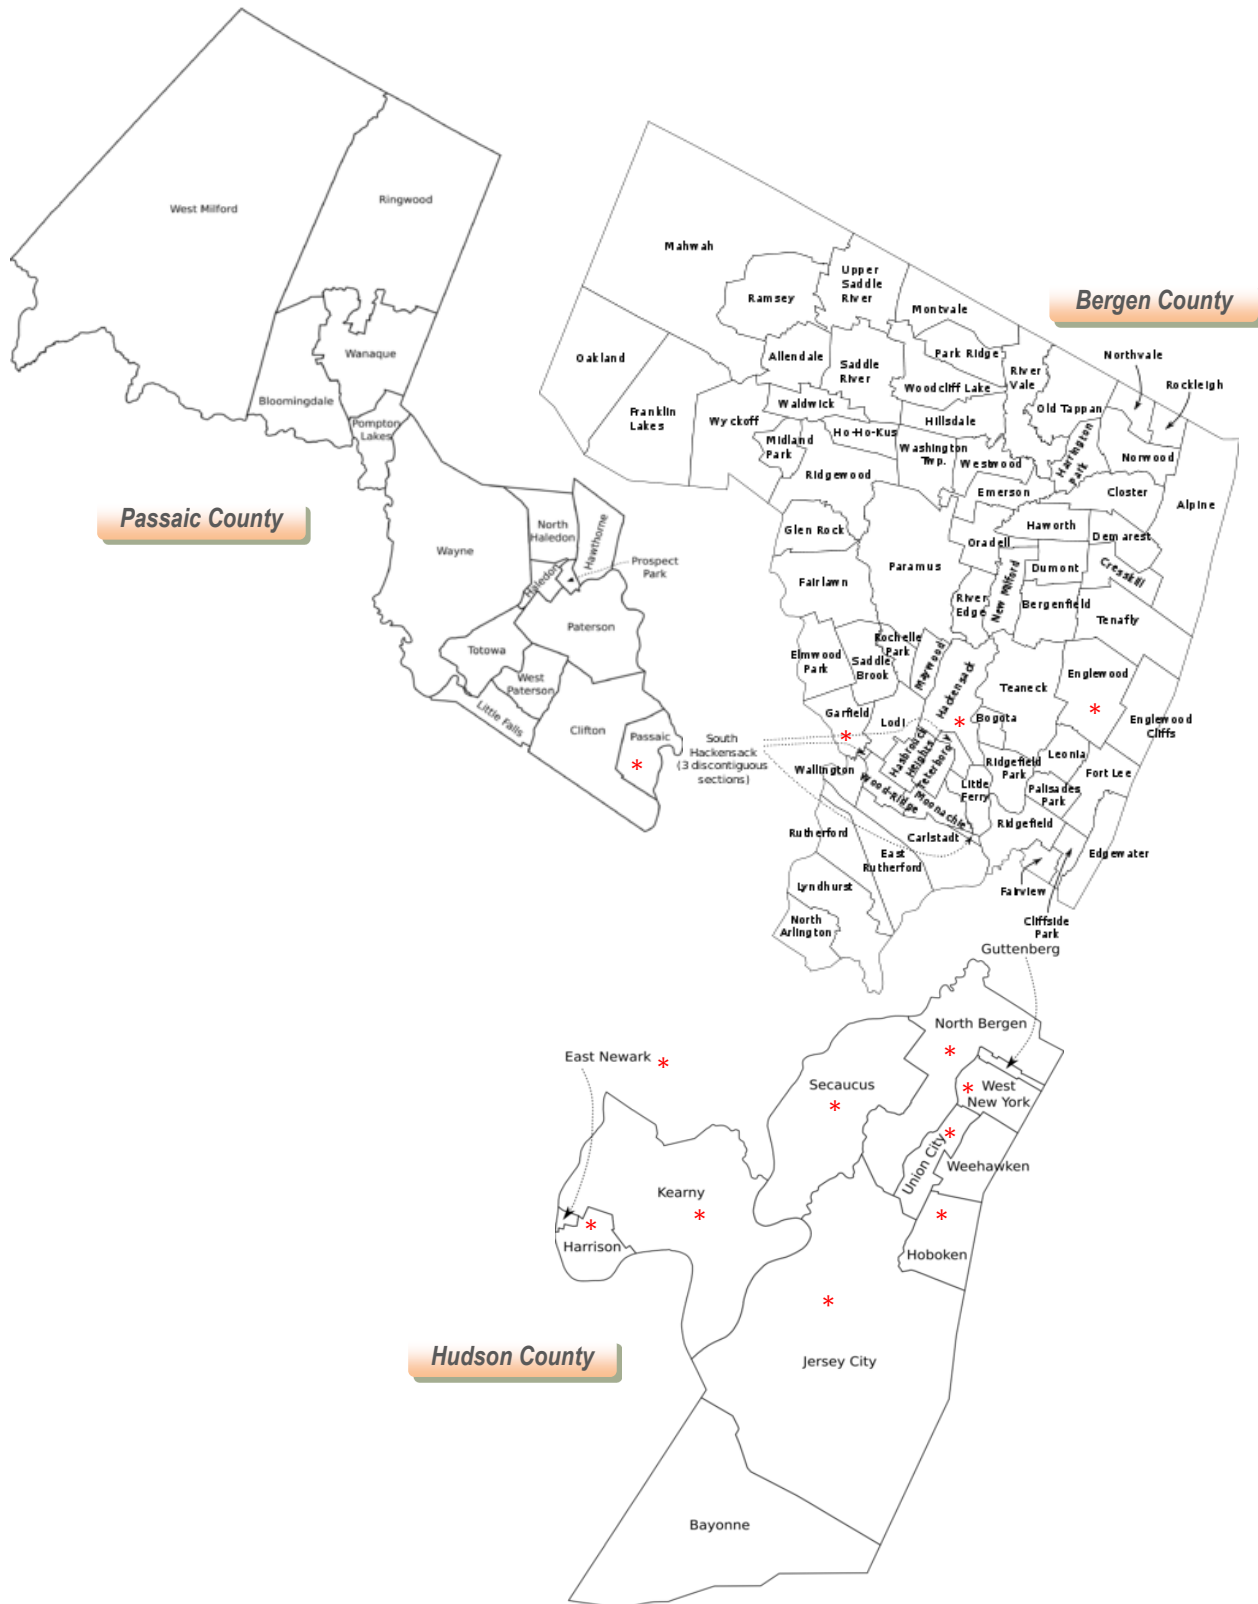 West Milford
Ringwood
Wanaque
Bloomingdale
Pompton
Lakes
Passaic County
Wayne
North
Haledon
Hawthorne
Haledon
Prospect
Park
Paterson
Totowa
West
Paterson
Little Falls
Clifton
Passaic
*
Bergen County
Mahwah
Upper
Saddle
River
Ramsey
Montvale
Oakland
Allendale
Saddle
River
Park Ridge
River
Vale
Northvale
Rockleigh
Woodcliff Lake
Franklin
Lakes
Wyckoff
Waldwick
Hillsdale
Old Tappan
Midland
Park
Ho-Ho-Kus
Washington
Twp.
Westwood
Harrington
Park
Norwood
Ridgewood
Emerson
Closter
Alpine
Glen Rock
Haworth
Demarest
Oradell
Paramus
Dumont
Cresskill
Fairlawn
River
Edge
New Milford
Bergenfield
Tenafly
Rochelle
Park
Elmwood
Park
Saddle
Brook
Maywood
Hackensack
*
Teaneck
Englewood
*
Garfield
*
Lodi
Bogota
Englewood
Cliffs
South
Hackensack
(3 discontiguous
sections)
Hasbrouck
Heights
Teterboro
Leonia
Wallington
Wood-Ridge
Moonachie
Little
Ferry
Ridgefield
Park
Palisades
Park
Fort Lee
Rutherford
Carlstadt
Ridgefield
East
Rutherford
Edgewater
Lyndhurst
Fairview
North
Arlington
Cliffside
Park
Guttenberg
North Bergen
*
East Newark *
Secaucus
*
* West
New York
*
Union City
Weehawken
Kearny
*
*
Harrison
*
Hoboken
*
Jersey City
Hudson County
Bayonne